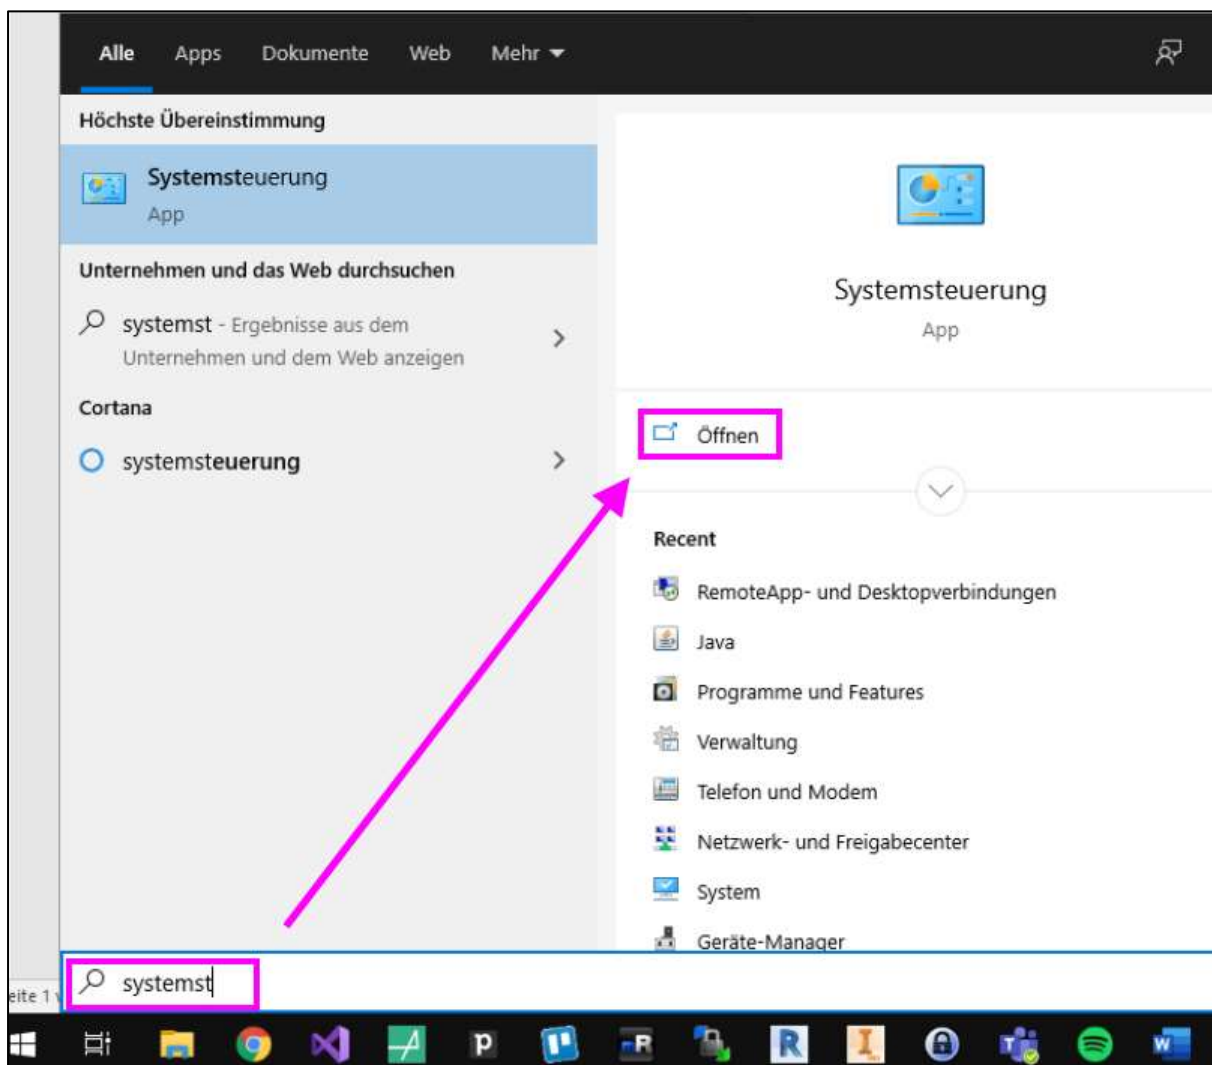 Alle Apps Dokumente Web Mehr
Höchste Übereinstimmung
Systemsteuerung
App
Unternehmen und das Web durchsuchen
systemst - Ergebnisse aus dem
Unternehmen und dem Web anzeigen
Cortana
systemsteuerung
Systemsteuerung
App
Öffnen
Recent
RemoteApp- und Desktopverbindungen
Java
Programme und Features
Verwaltung
Telefon und Modem
Netzwerk- und Freigabecenter
System
Geräte-Manager
systemst
eite 1 v